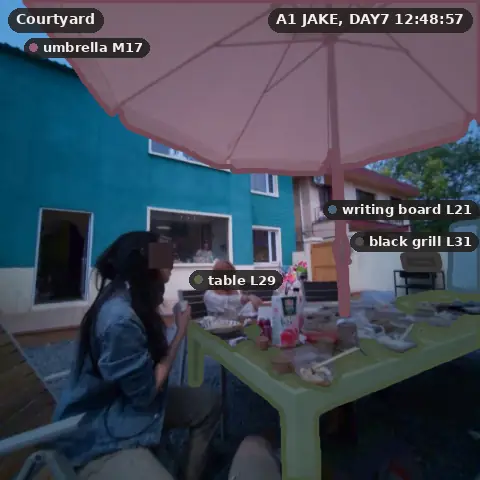 Courtyard
A1 JAKE, DAY7 12:48:57
umbrella M17
writing board L21
black grill L31
table L29